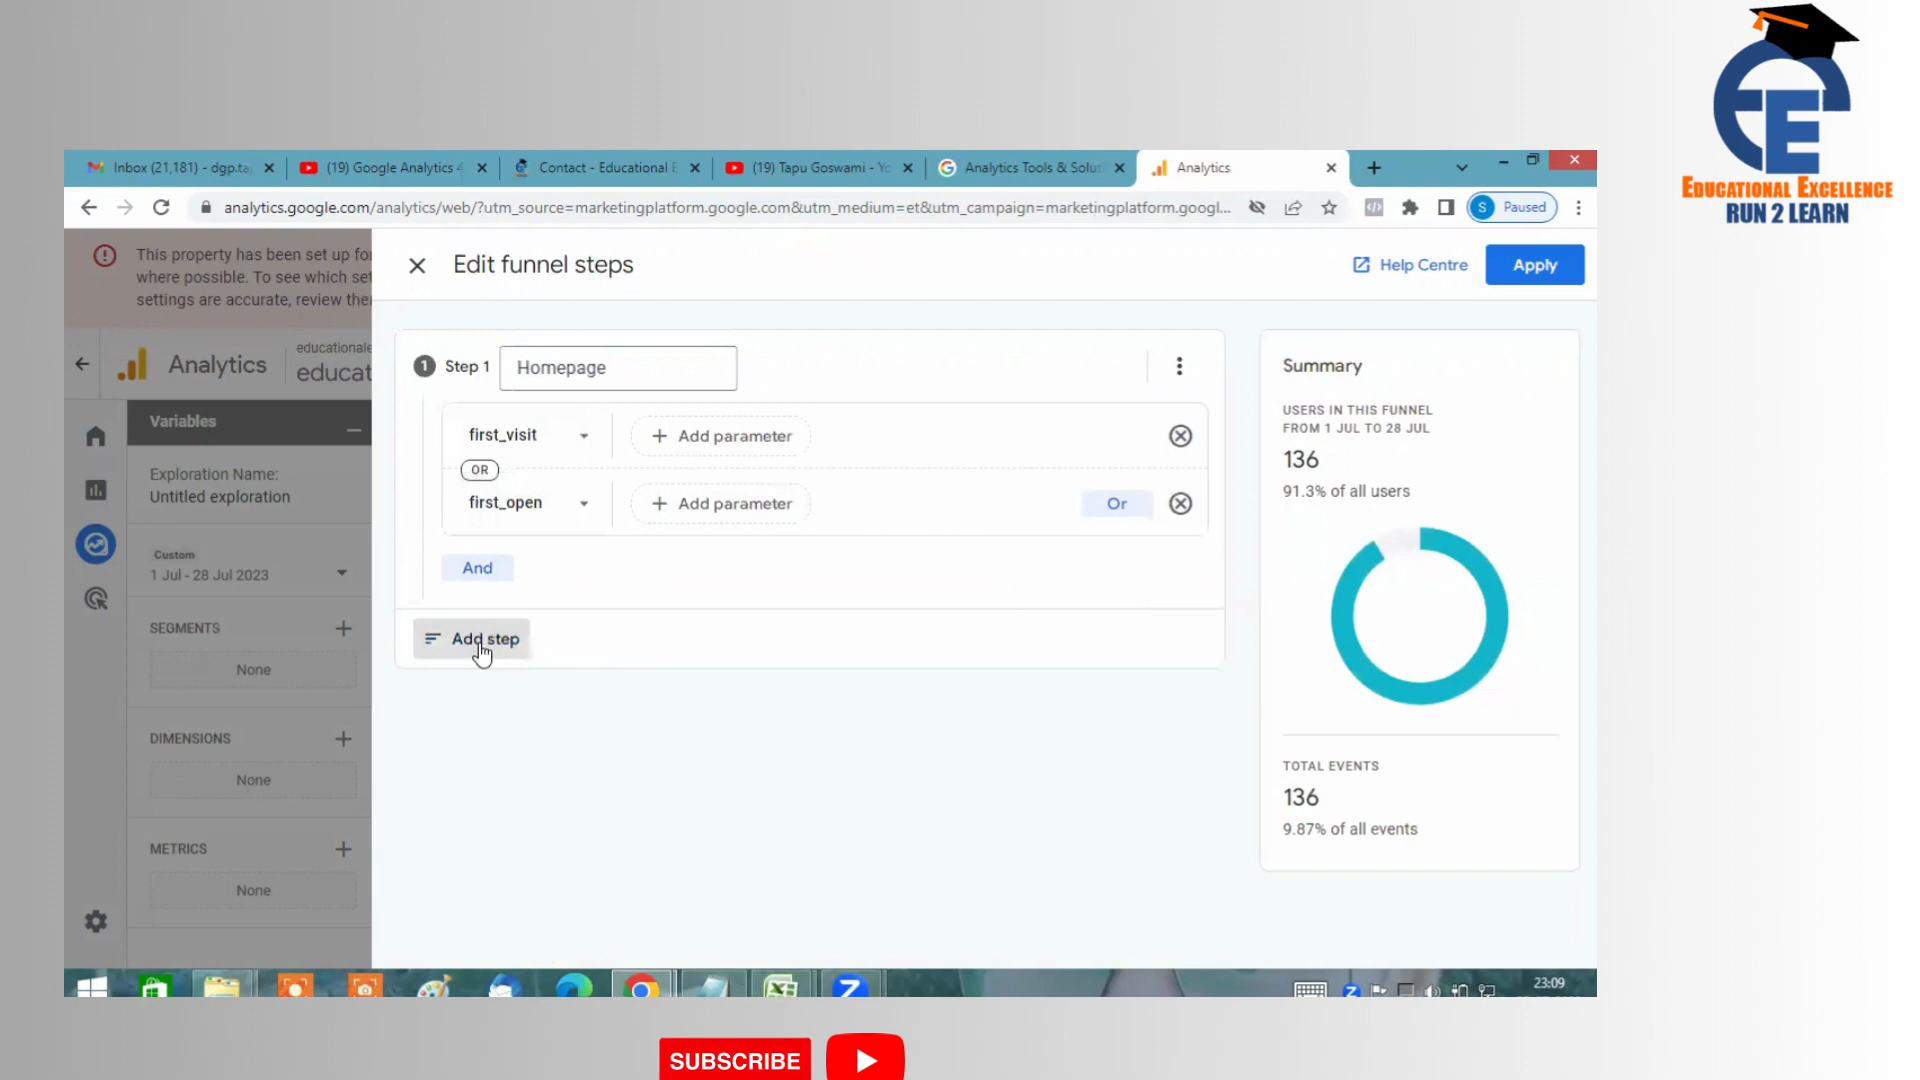 EDUCATIONAL EXCELLENCE
RUN 2 LEARN
Inbox (21,181) - dgp.ta
(19) Google Analytics 4
Contact - Educational E
(19) Tapu Goswami - Yo
Analytics Tools & Soluti
Analytics
analytics.google.com/analytics/web/?utm_source=marketingplatform.google.com&utm_medium=et&utm_campaign=marketingplatform.googl...
S Paused
This property has been set up for
where possible. To see which set
settings are accurate, review the
Edit funnel steps
Help Centre
Apply
Analytics
educationale
educat
Variables
Exploration Name:
Untitled exploration
Custom
1 Jul - 28 Jul 2023
SEGMENTS
None
DIMENSIONS
None
METRICS
None
1 Step 1 Homepage
first_visit + Add parameter
OR
first_open + Add parameter Or
And
Add step
Summary
USERS IN THIS FUNNEL
FROM 1 JUL TO 28 JUL
136
91.3% of all users
TOTAL EVENTS
136
9.87% of all events
23:09
SUBSCRIBE